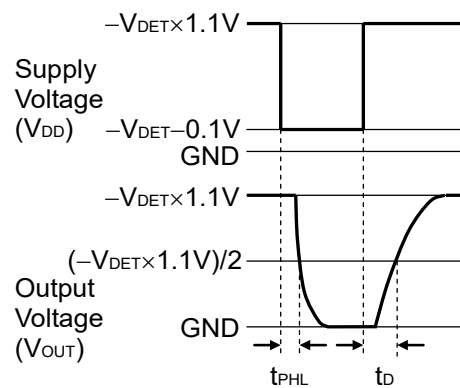 –VDET×1.1V
Supply
Voltage
(VDD)
–VDET–0.1V
GND
–VDET×1.1V
(–VDET×1.1V)/2
Output
Voltage
(VOUT)
GND
tPHL
tD